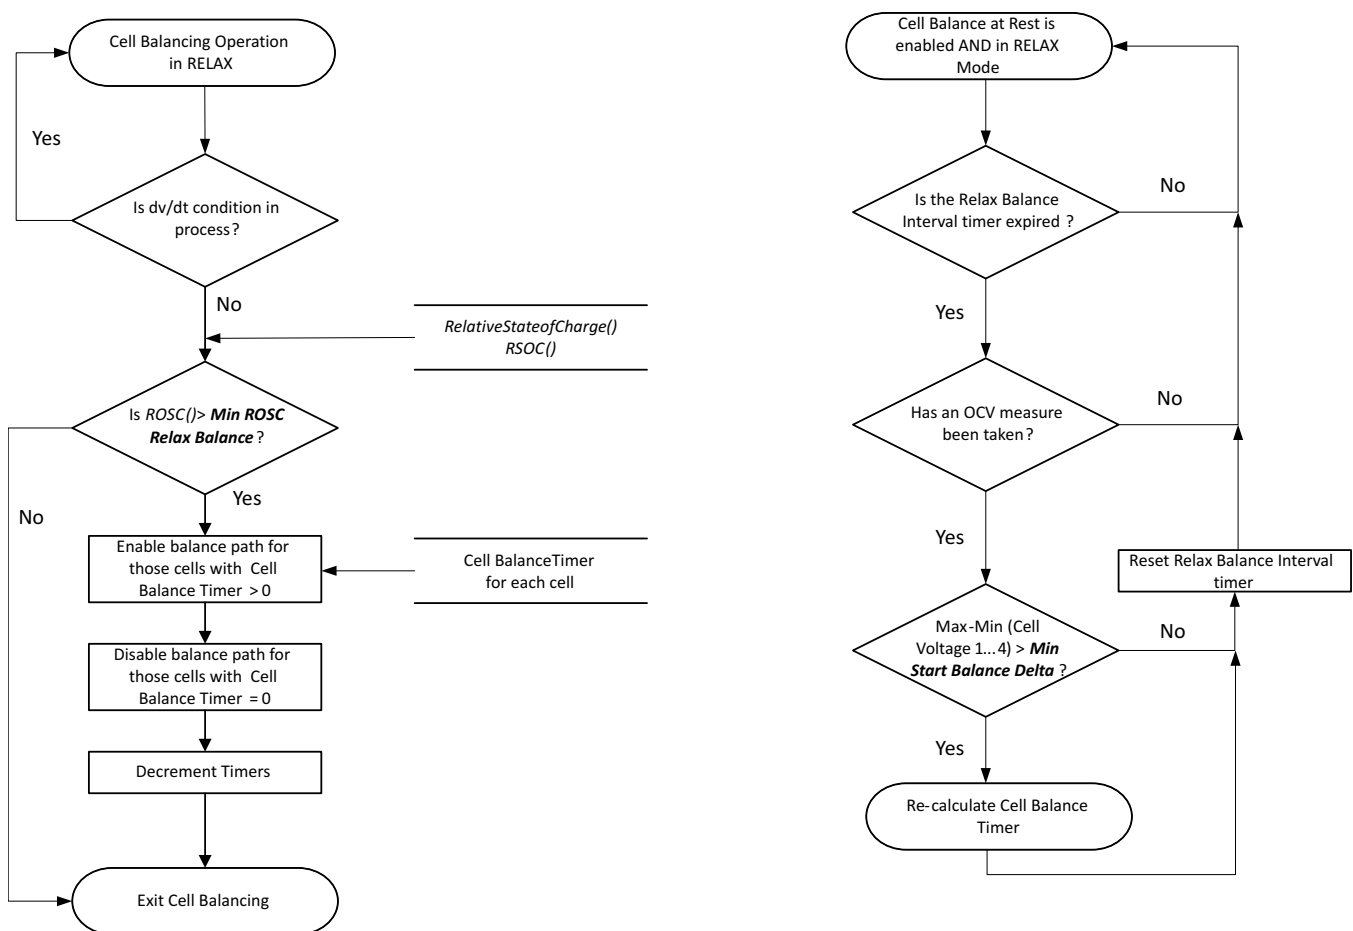 Cell Balancing Operation
in RELAX
Yes
Is dv/dt condition in
process?
No
RelativeStateofCharge()
RSOC()
Is ROSC()> Min ROSC
Relax Balance ?
Yes
No
Enable balance path for
those cells with Cell
Balance Timer > 0
Cell BalanceTimer
for each cell
Disable balance path for
those cells with Cell
Balance Timer = 0
Decrement Timers
Exit Cell Balancing
Cell Balance at Rest is
enabled AND in RELAX
Mode
No
Is the Relax Balance
Interval timer expired ?
Yes
No
Has an OCV measure
been taken?
Yes
Reset Relax Balance Interval
timer
Max-Min (Cell
Voltage 1...4) > Min
Start Balance Delta ?
No
Yes
Re-calculate Cell Balance
Timer